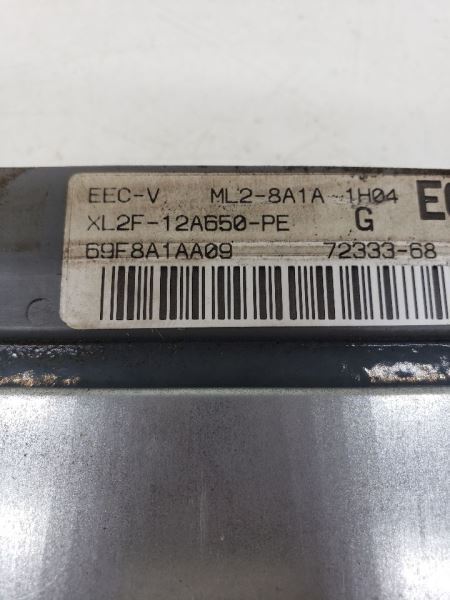 EEC-V ML2-8A1A 1H04
XL2F-12A650-PE G
69F8A1AA09 72333-68